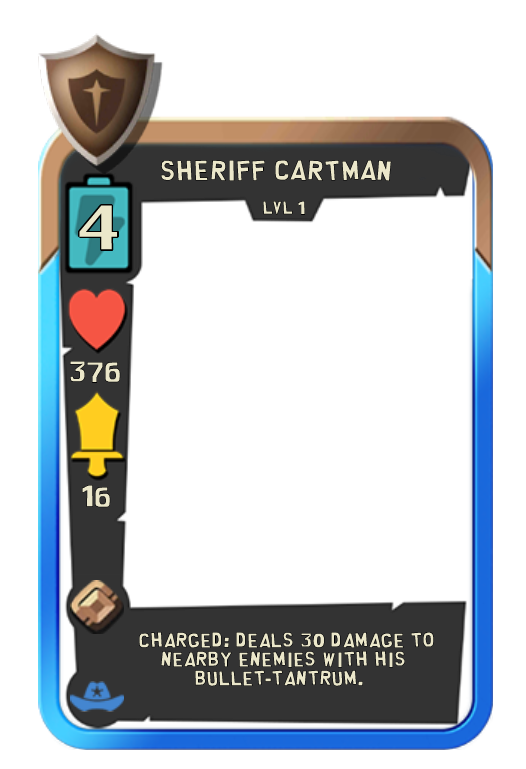 SHERIFF CARTMAN
LVL 1
4
376
16
CHARGED: DEALS 30 DAMAGE TO
NEARBY ENEMIES WITH HIS
BULLET-TANTRUM.